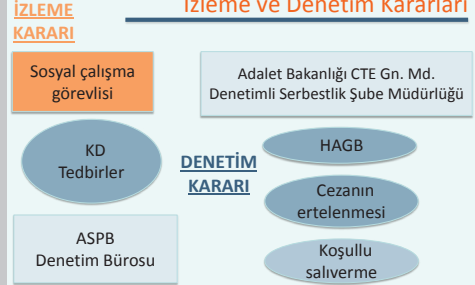 İzleme ve Denetim Kararları
İZLEME
KARARI
Sosyal çalışma
görevlisi
Adalet Bakanlığı CTE Gn. Md.
Denetimli Serbestlik Şube Müdürlüğü
KD
Tedbirler
DENETİM
KARARI
HAGB
Cezanın
ertelenmesi
ASPB
Denetim Bürosu
Koşullu
salıverme